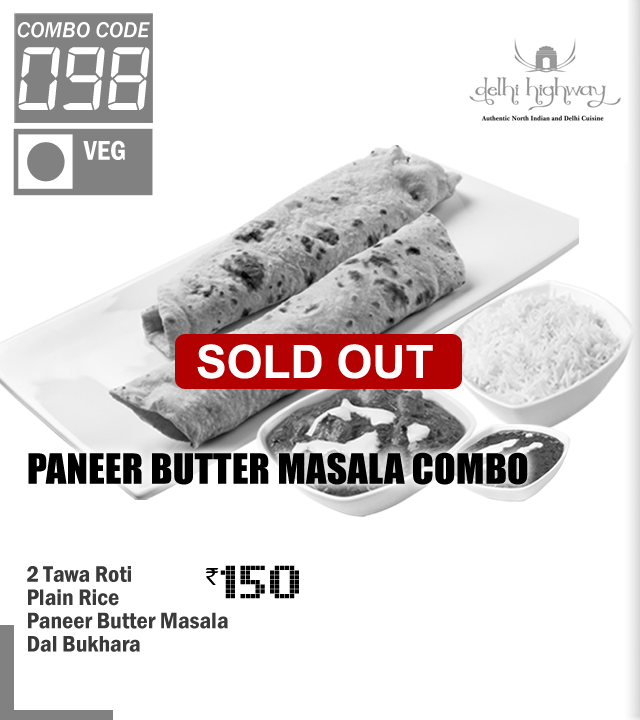 COMBO CODE
098
VEG
delhi highway
Authentic North Indian and Delhi Cuisine
SOLD OUT
PANEER BUTTER MASALA COMBO
2 Tawa Roti
₹150
Plain Rice
Paneer Butter Masala
Dal Bukhara